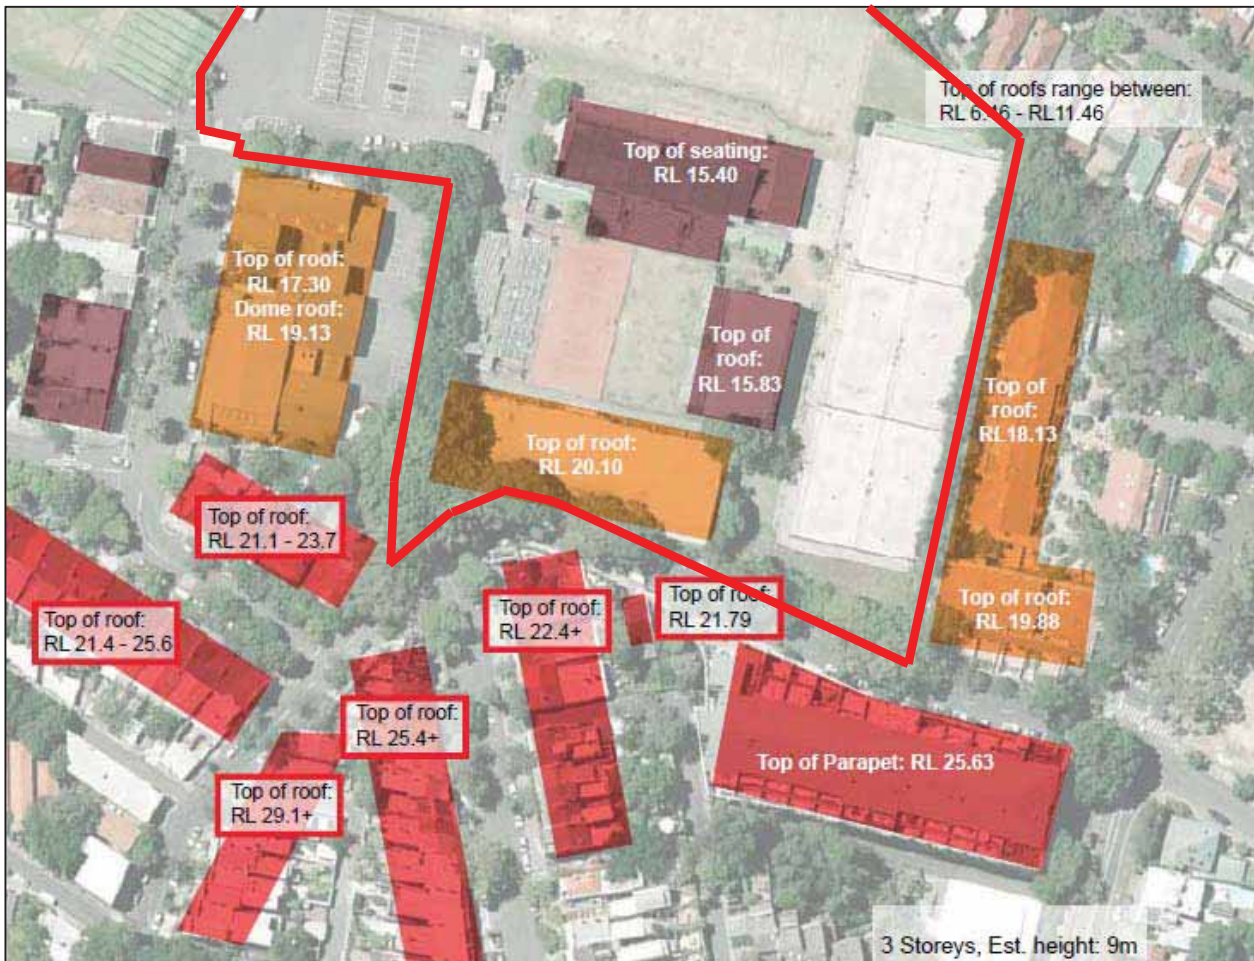 Top of roofs range between:
RL 6.46 - RL11.46
Top of seating:
RL 15.40
Top of roof:
RL 17.30
Dome roof:
RL 19.13
Top of
roof:
RL 15.83
Top of
roof:
RL18.13
Top of roof:
RL 20.10
Top of roof:
RL 21.1 - 23.7
Top of roof:
RL 21.4 - 25.6
Top of roof:
RL 22.4+
Top of roof:
RL 21.79
Top of roof:
RL 19.88
Top of roof:
RL 25.4+
Top of Parapet: RL 25.63
Top of roof:
RL 29.1+
3 Storeys, Est. height: 9m